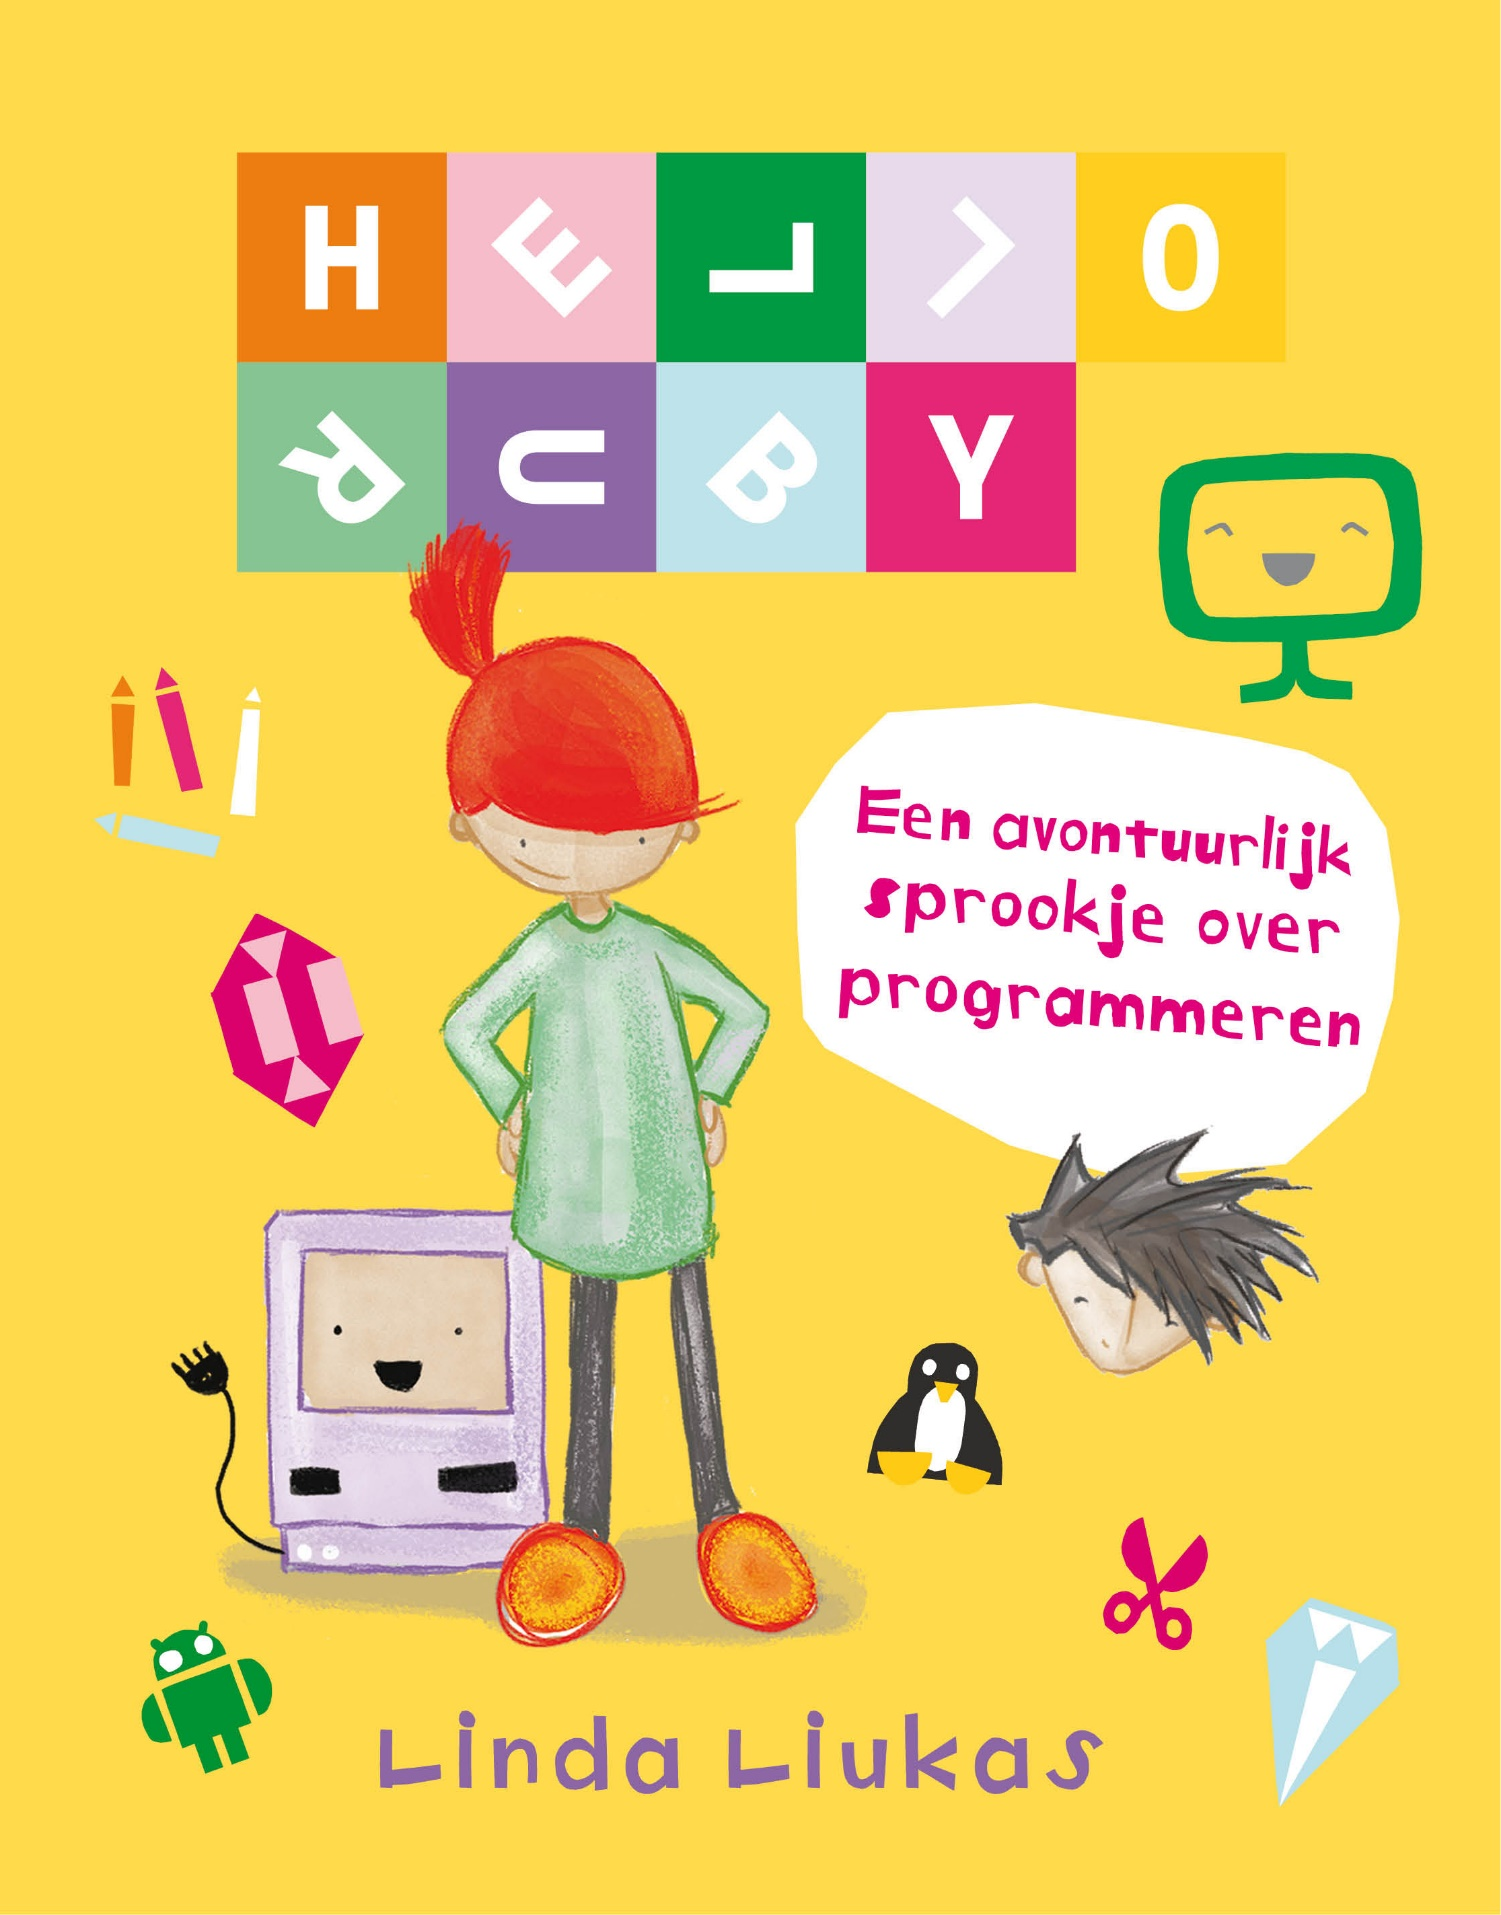 HELLO
RUBY
Een avontuurlijk
sprookje over
programmeren
Linda Liukas